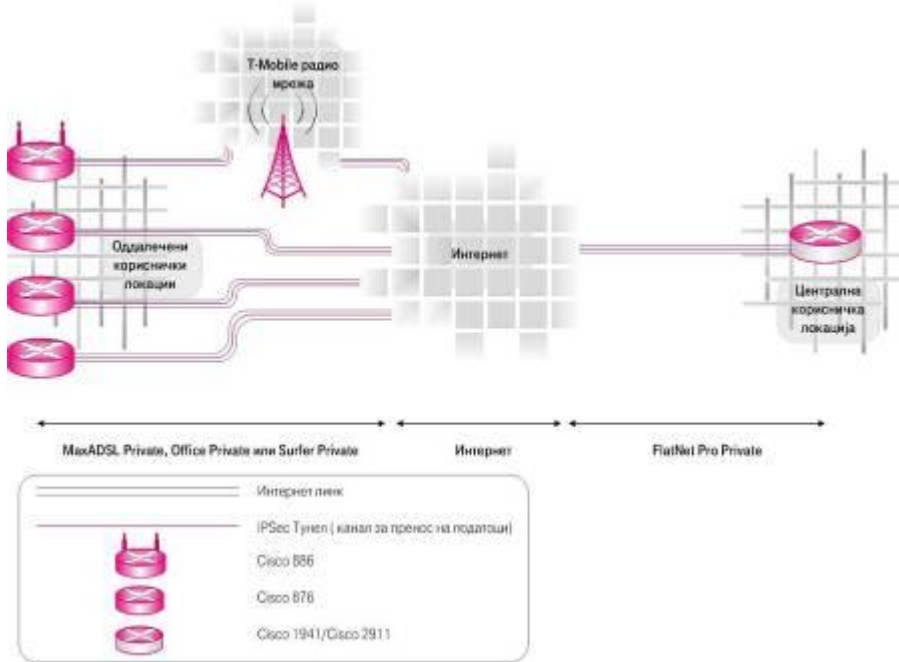 T-Mobile радио
мрожа
Оддалечени
кориснички
локации
Интернет
Централна
корисничка
локација
MaxADSL Private, Office Private или Surfer Private
Интернет
FlatNet Pro Private
Интернет линк
IPSec Тунел ( канал за пренос на податоци)
Cisco 886
Cisco 876
Cisco 1941/Cisco 2911